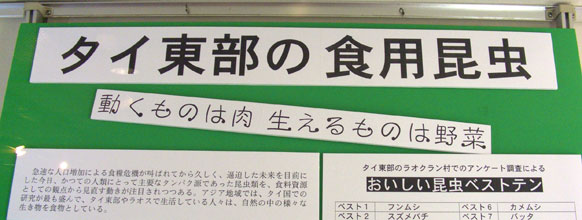 タイ東部の食用昆虫
動くものは肉 生えるものは野菜
急速な人口増加による食糧危機が叫ばれてから久しく、逼迫した未来を目前に
した今日、かつての人類にとって主要なタンパク源であった昆虫類を、食料資源
としての観点から見直す動きが注目されつつある。アジア地域では、タイ国での
研究が最も盛んで、タイ東部やラオスで生活している人々は、自然の中の様々な
生き物を食物としている。
タイ東部のラオクラン村でのアンケート調査による
おいしい昆虫ベストテン
ベスト1 フンムシ ベスト6 カメムシ
ベスト2 スズメバチ ベスト7 バッタ